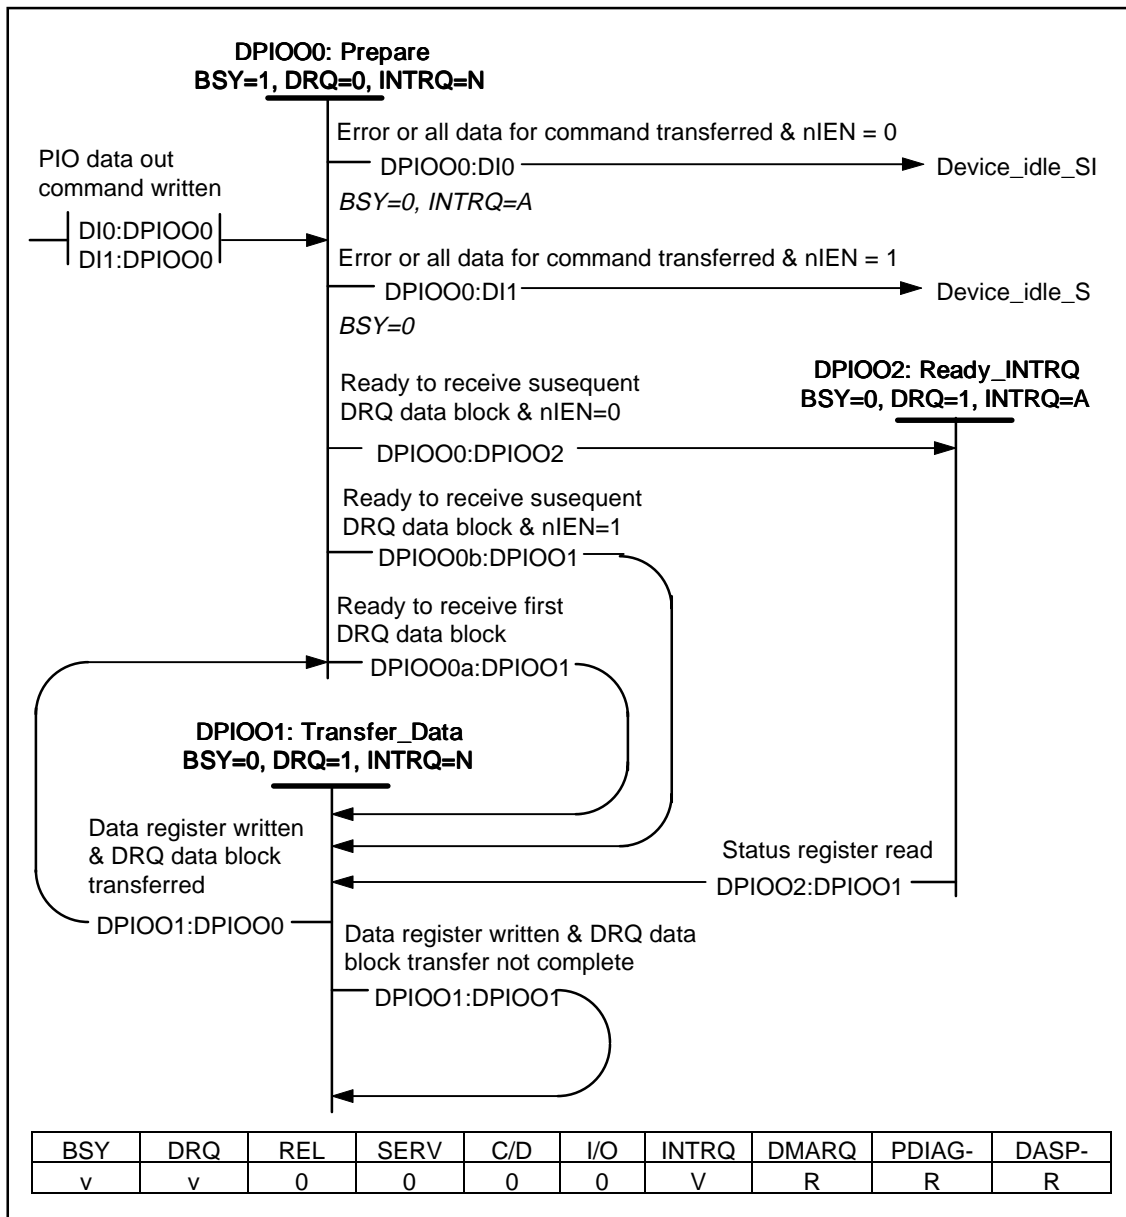 DPIOO0: Prepare
BSY=1, DRQ=0, INTRQ=N
Error or all data for command transferred & nIEN = 0
PIO data out
command written
DPIOO0:DI0
Device_idle_SI
BSY=0, INTRQ=A
DI0:DPIOO0
DI1:DPIOO0
Error or all data for command transferred & nIEN = 1
DPIOO0:DI1
Device_idle_S
BSY=0
DPIOO2: Ready_INTRQ
BSY=0, DRQ=1, INTRQ=A
Ready to receive susequent
DRQ data block & nIEN=0
DPIOO0:DPIOO2
Ready to receive susequent
DRQ data block & nIEN=1
DPIOO0b:DPIOO1
Ready to receive first
DRQ data block
DPIOO0a:DPIOO1
DPIOO1: Transfer_Data
BSY=0, DRQ=1, INTRQ=N
Data register written
& DRQ data block
transferred
Status register read
DPIOO2:DPIOO1
DPIOO1:DPIOO0
Data register written & DRQ data
block transfer not complete
DPIOO1:DPIOO1
BSY DRQ REL SERV C/D I/O INTRQ DMARQ PDIAG- DASP-
v v 0 0 0 0 V R R R